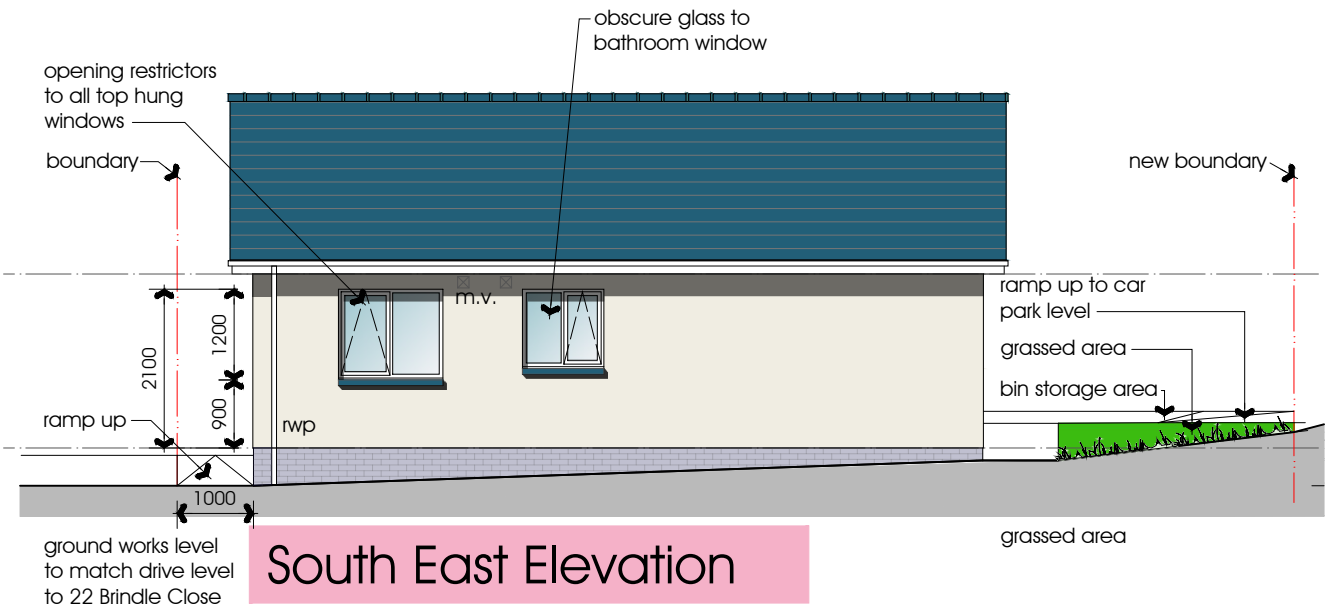 obscure glass to
bathroom window
opening restrictors
to all top hung
windows
boundary
new boundary
m.v.
ramp up to car
park level
grassed area
bin storage area
2100
1200
900
ramp up
rwp
1000
ground works level
to match drive level
to 22 Brindle Close
South East Elevation
grassed area